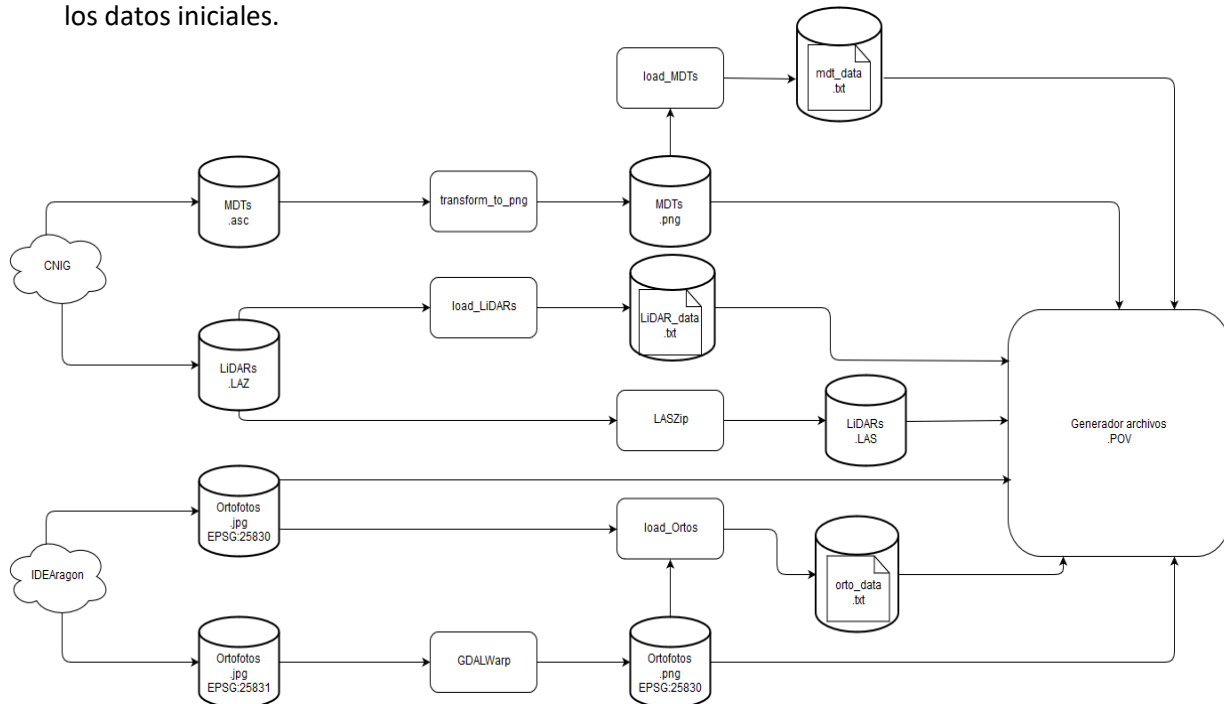 los datos iniciales.
load_MDTs
mdt_data
.txt
MDTs
.asc
transform_to_png
MDTs
.png
CNIG
load_LiDARs
LiDAR_data
.txt
LiDARs
.LAZ
LASZip
LiDARs
.LAS
Generador archivos
.POV
Ortofotos
.jpg
EPSG:25830
load_Ortos
IDEAragon
orto_data
.txt
Ortofotos
.jpg
EPSG:25831
GDALWarp
Ortofotos
.png
EPSG:25830